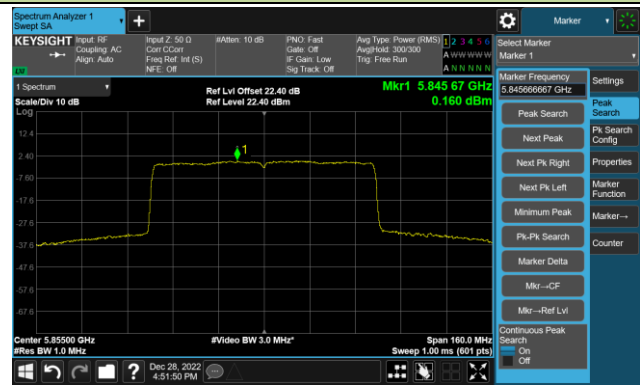 Spectrum Analyzer 1
Swept SA
Marker
KEYSIGHT
Input: RF
Coupling: AC
Align: Auto
Input Z: 50 Ω
Corr CCorr
Freq Ref: Int (S)
NFE: Off
#Atten: 10 dB
PNO: Fast
Gate: Off
IF Gain: Low
Sig Track: Off
Avg Type: Power (RMS)
Avg|Hold: 300/300
Trig: Free Run
1 2 3 4 5 6
A W W W W W
A N N N N N
Select Marker
Marker 1
LW
1 Spectrum
Scale/Div 10 dB
Log
Ref Lvl Offset 22.40 dB
Ref Level 22.40 dBm
Mkr1 5.845 67 GHz
0.160 dBm
1
12.4
2.40
-7.60
-17.6
-27.6
-37.6
-47.6
-57.6
-67.6
Center 5.85500 GHz
#Res BW 1.0 MHz
#Video BW 3.0 MHz*
Span 160.0 MHz
Sweep 1.00 ms (601 pts)
Marker Frequency
5.845666667 GHz
Peak Search
Next Peak
Next Pk Right
Next Pk Left
Minimum Peak
Pk-Pk Search
Marker Delta
Mkr→CF
Mkr→Ref Lvl
Continuous Peak
Search
On
Off
Settings
Peak
Search
Pk Search
Config
Properties
Marker
Function
Marker→
Counter
Dec 28, 2022
4:51:50 PM